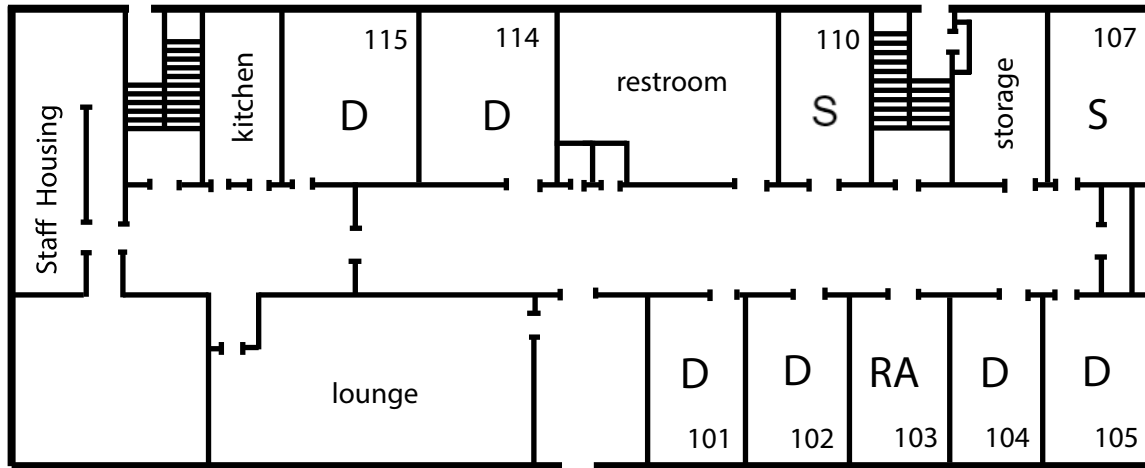 115
114
110
107
restroom
kitchen
storage
D
D
S
S
Staff Housing
lounge
D
D
RA
D
D
101
102
103
104
105